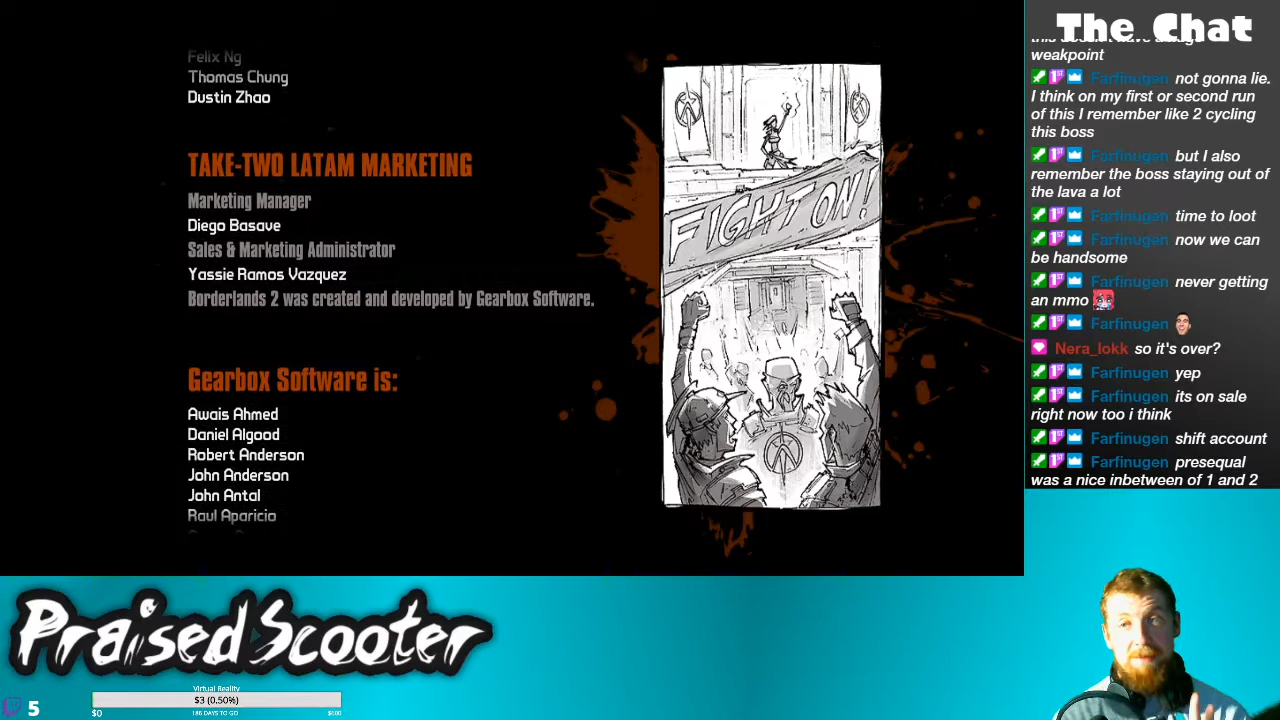 Felix Ng
Thomas Chung
Dustin Zhao
TAKE-TWO LATAM MARKETING
Marketing Manager
Diego Basave
Sales & Marketing Administrator
Yassie Ramos Vazquez
Borderlands 2 was created and developed by Gearbox Software.
Gearbox Software is:
Awais Ahmed
Daniel Algood
Robert Anderson
John Anderson
John Antal
Raul Aparicio
FIGHT ON!
The Chat
weakpoint
Farfinugen not gonna lie.
I think on my first or second run
of this I remember like 2 cycling
this boss
Farfinugen but I also
remember the boss staying out of
the lava a lot
Farfinugen time to loot
Farfinugen now we can
be handsome
Farfinugen never getting
an mmo
Farfinugen
Nera_lokk so it's over?
Farfinugen yep
Farfinugen its on sale
right now too i think
Farfinugen shift account
Farfinugen presequal
was a nice inbetween of 1 and 2
Praised Scooter
5
Virtual Reality
$3 (0.50%)
$0
186 DAYS TO GO